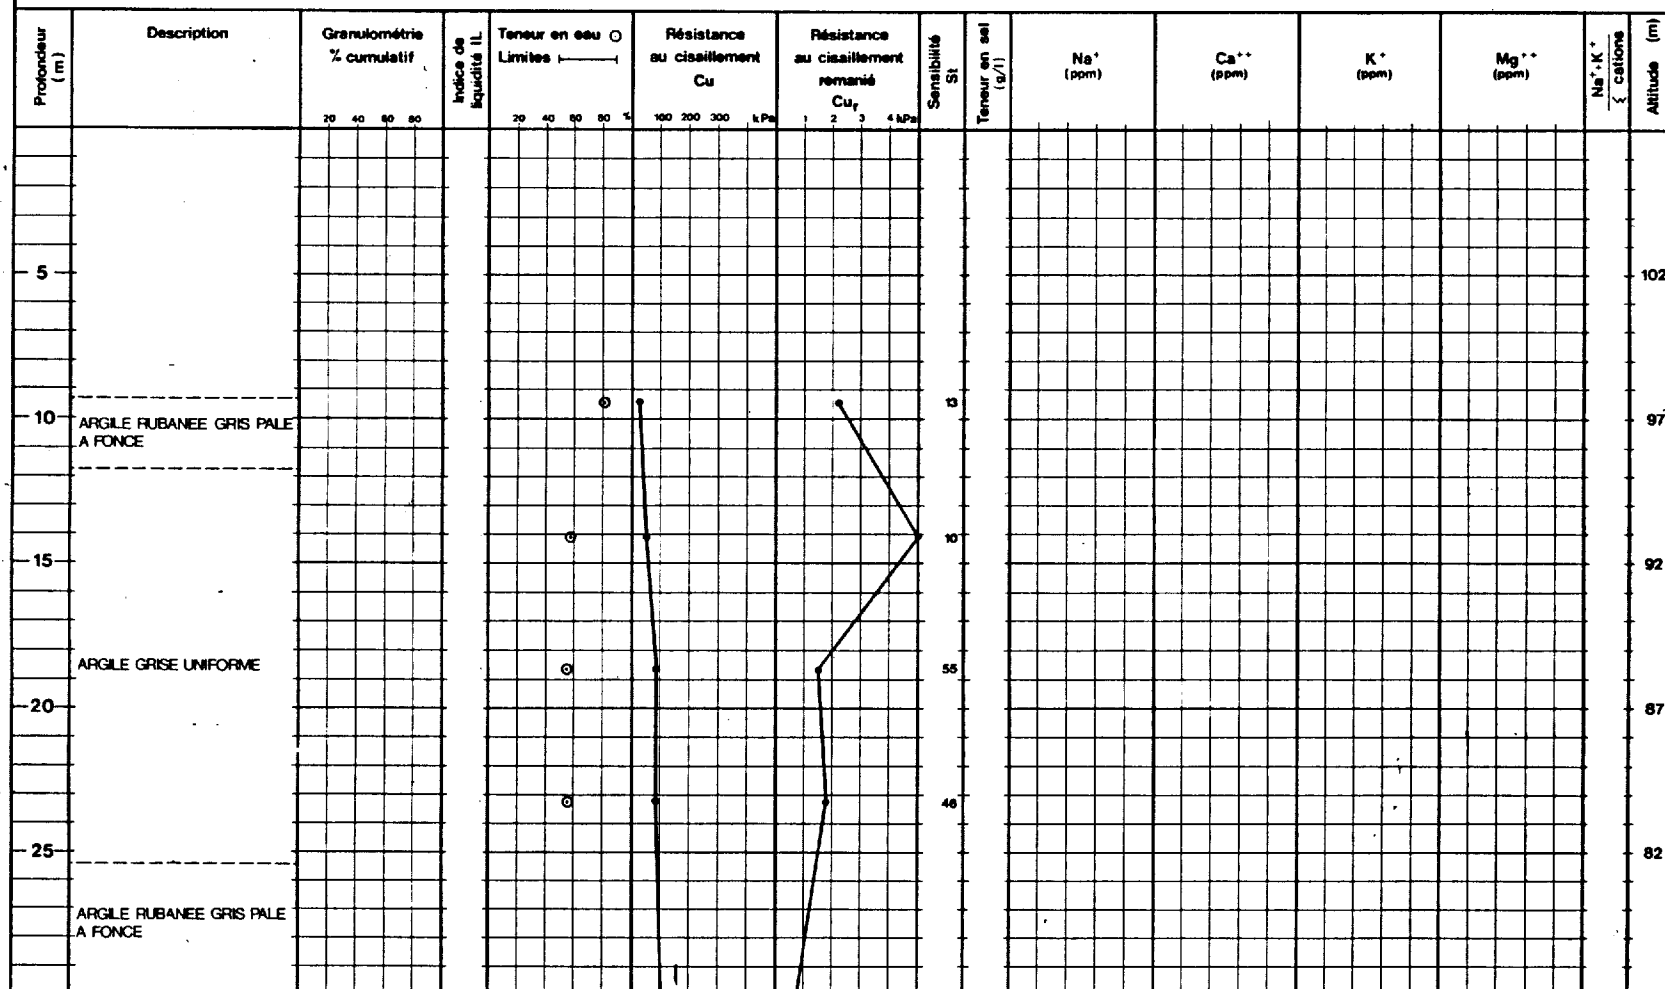 Profondeur (m)
Description
Granulométrie
% cumulatif
20 40 60 80
Indice de
liquidité IL
Teneur en eau ⊙
Limites
20 40 60 80 %
Résistance
au cisaillement
Cu
100 200 300 kPa
Résistance
au cisaillement
remanié
Cur
1 2 3 4 kPa
Sensibilité
St
Teneur en sel
(g/l)
Na+
(ppm)
Ca++
(ppm)
K+
(ppm)
Mg++
(ppm)
Na++K+
Σ cations
Altitude (m)
5 102
13
10 97
ARGILE RUBANEE GRIS PALE
A FONCE
10
15 92
ARGILE GRISE UNIFORME
55
20 87
46
25 82
ARGILE RUBANEE GRIS PALE
A FONCE